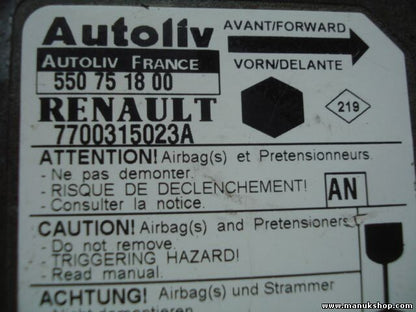 Autoliv
AVANT/FORWARD
AUTOLIV FRANCE
VORN/DELANTE
550 75 18 00
RENAULT
219
7700315023A
ATTENTION! Airbag(s) et Pretensionneurs
- Ne pas demonter.
- RISQUE DE DECLENCHEMENT!
- Consulter la notice.
AN
CAUTION! Airbag(s) and Pretensioners
- Do not remove.
- TRIGGERING HAZARD!
- Read manual.
ACHTUNG! Airbag(s) und Strammer
- Nicht demontieren
www.manukshop.com